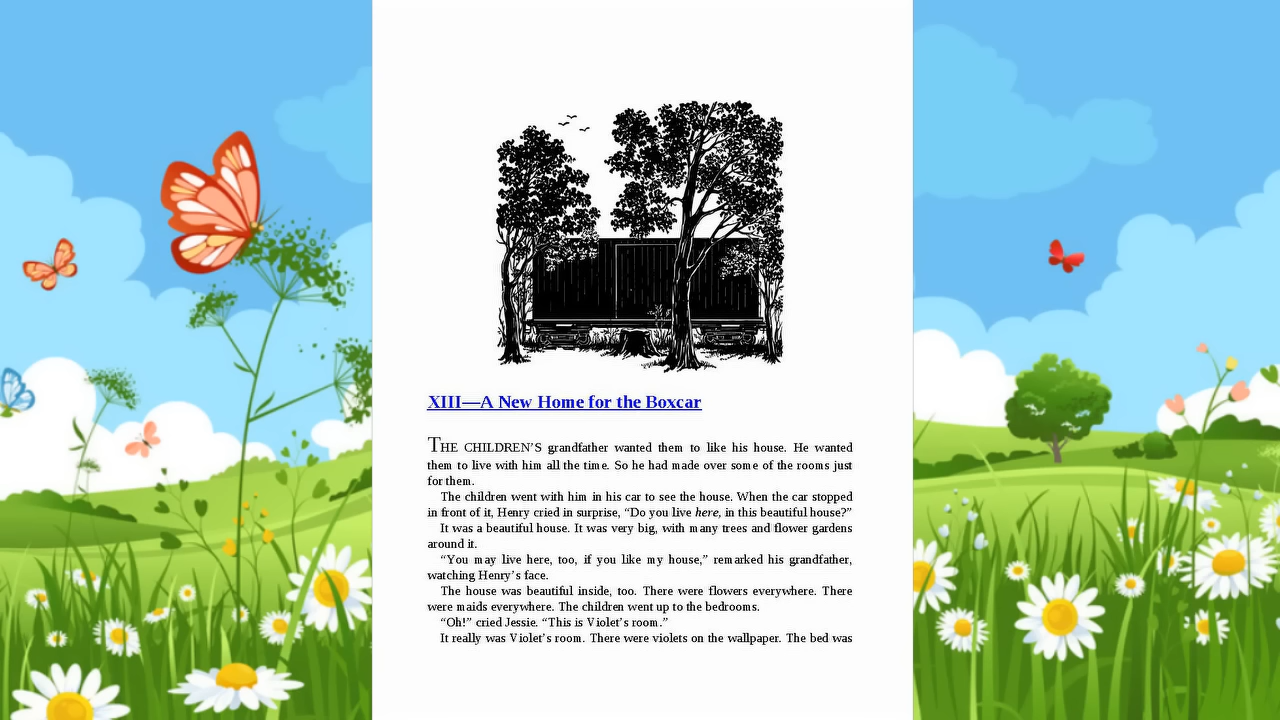 XIII—A New Home for the Boxcar
THE CHILDREN’S grandfather wanted them to like his house. He wanted
them to live with him all the time. So he had made over some of the rooms just
for them.
The children went with him in his car to see the house. When the car stopped
in front of it, Henry cried in surprise, “Do you live here, in this beautiful house?”
It was a beautiful house. It was very big, with many trees and flower gardens
around it.
“You may live here, too, if you like my house,” remarked his grandfather,
watching Henry’s face.
The house was beautiful inside, too. There were flowers everywhere. There
were maids everywhere. The children went up to the bedrooms.
“Oh!” cried Jessie. “This is Violet’s room.”
It really was Violet’s room. There were violets on the wallpaper. The bed was